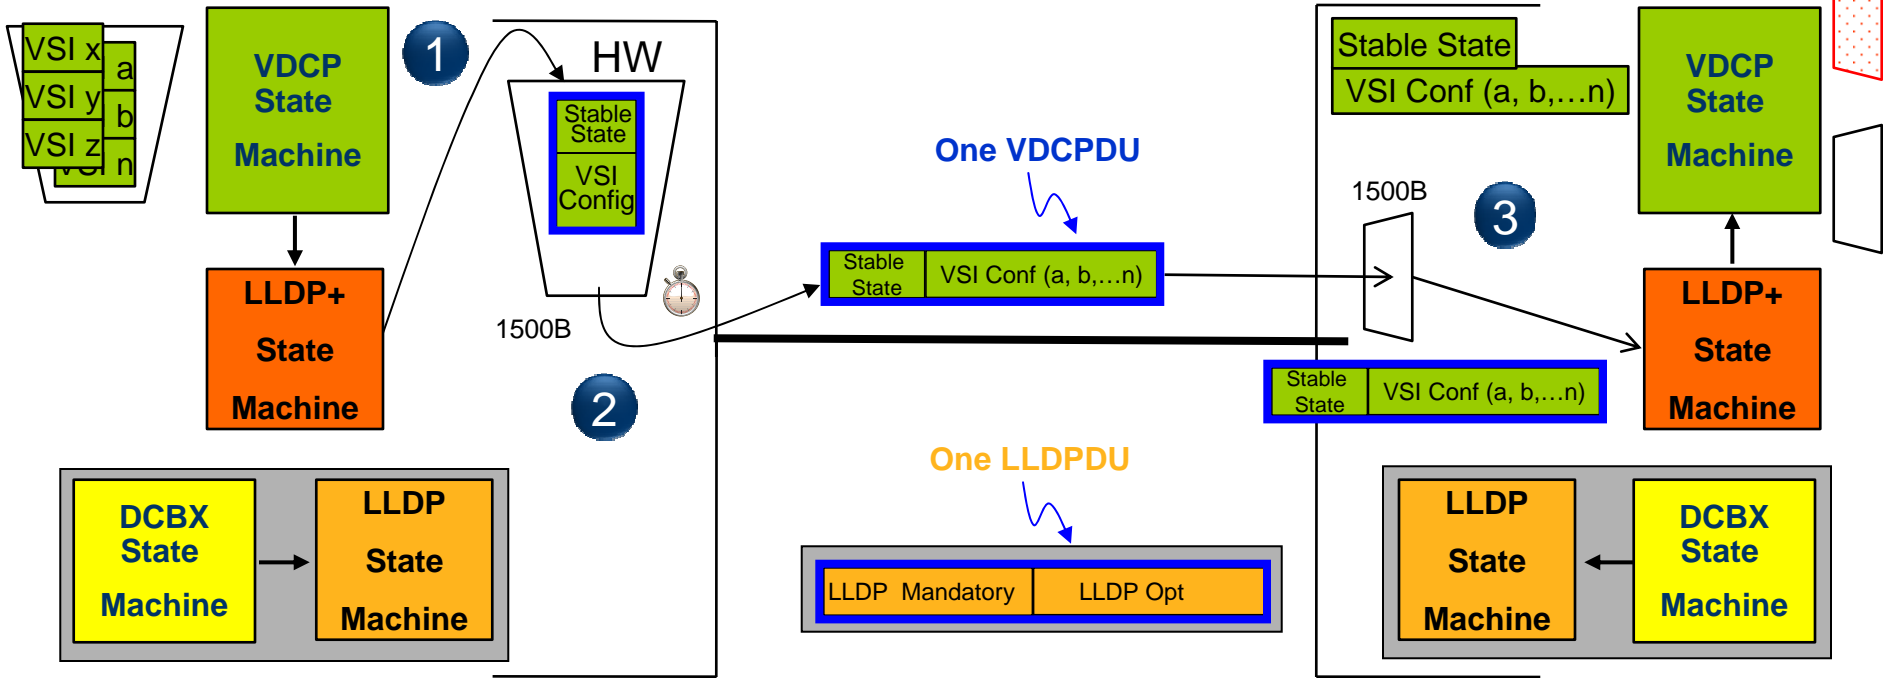 VSI x
a
VSI y
b
VSI z
VSI n
VDCP
State
Machine
1
HW
Stable
State
VSI
Config
1500B
LLDP+
State
Machine
2
One VDCPDU
Stable
State
VSI Conf (a, b,…n)
One LLDPDU
LLDP Mandatory
LLDP Opt
DCBX
State
Machine
LLDP
State
Machine
Stable State
VSI Conf (a, b,…n)
1500B
3
VDCP
State
Machine
LLDP+
State
Machine
Stable
State
VSI Conf (a, b,…n)
LLDP
State
Machine
DCBX
State
Machine